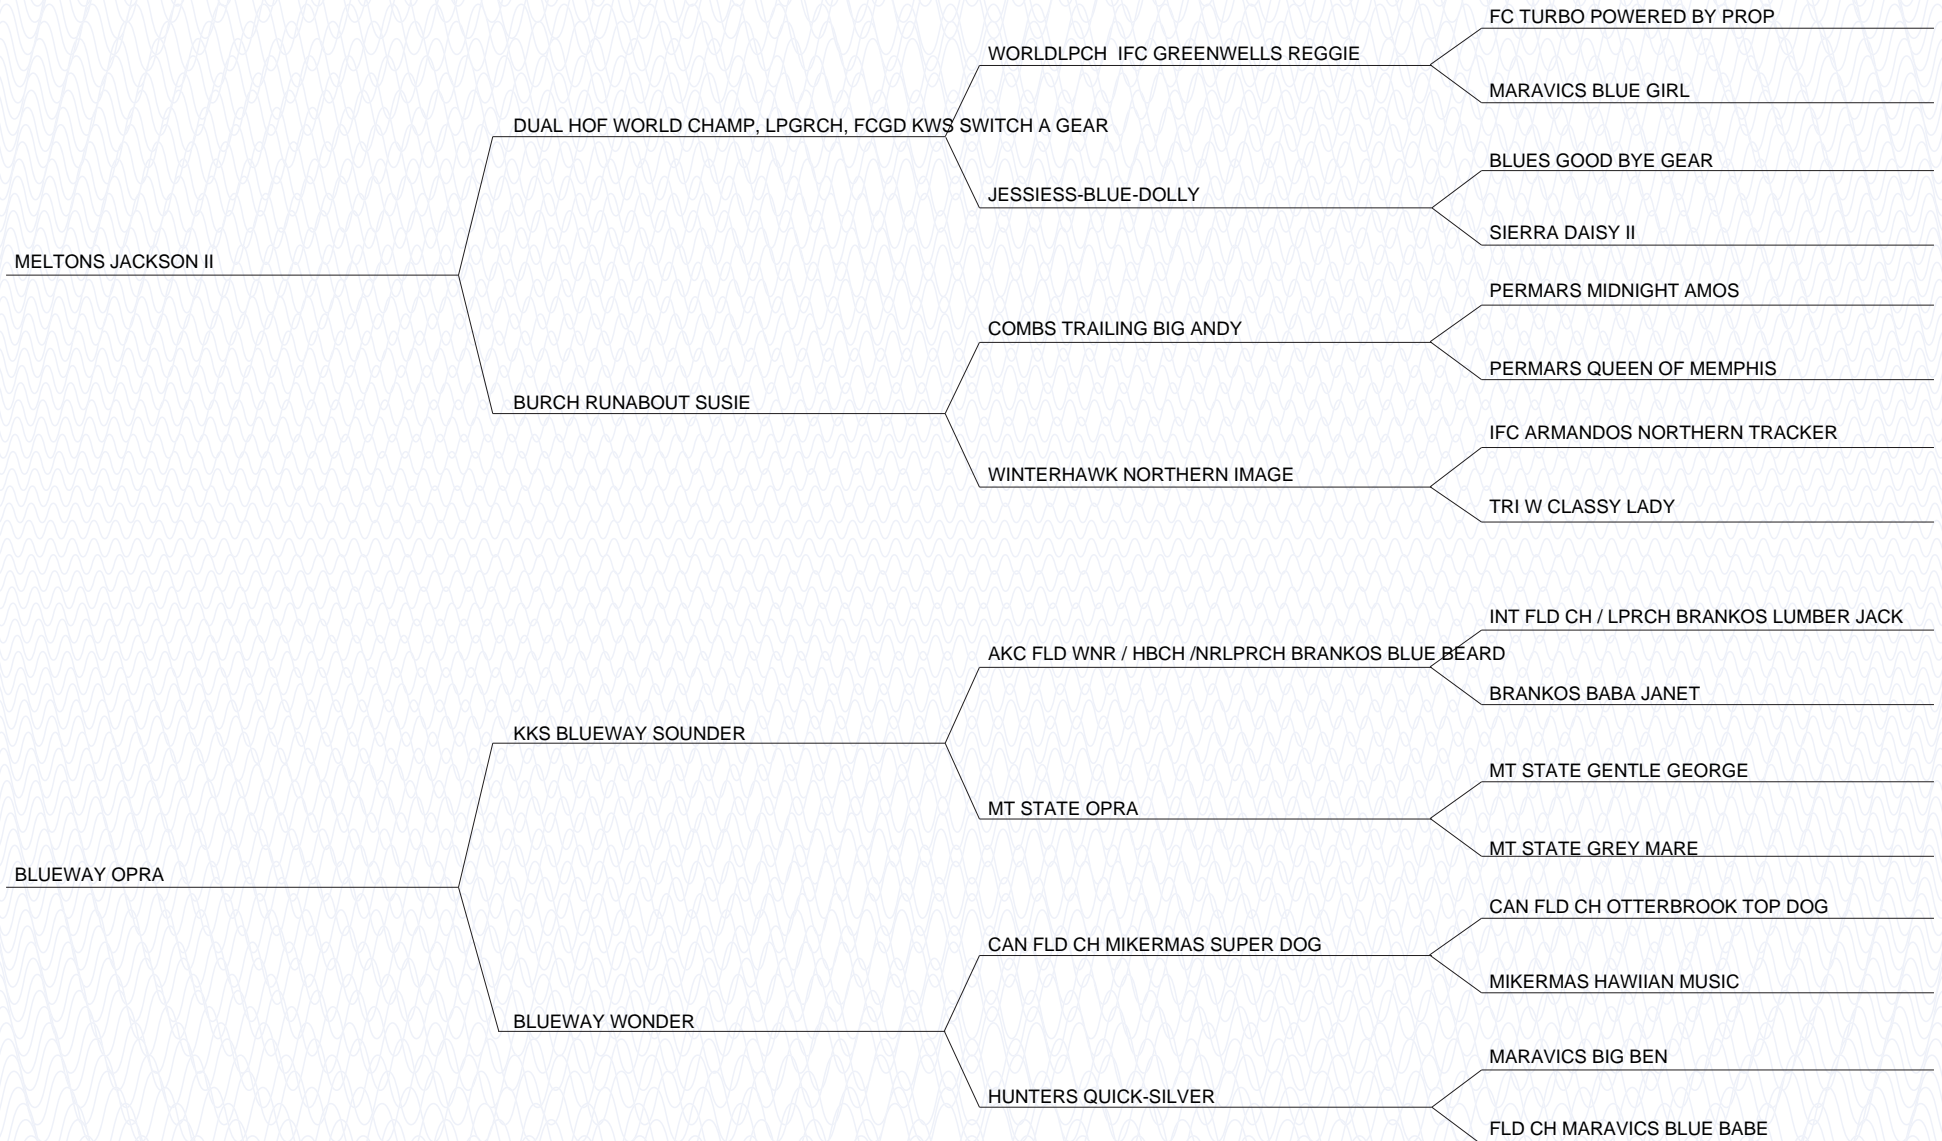 FC TURBO POWERED BY PROP
WORLDLPCH  IFC GREENWELLS REGGIE
MARAVICS BLUE GIRL
DUAL HOF WORLD CHAMP, LPGRCH, FCGD KWS SWITCH A GEAR
BLUES GOOD BYE GEAR
JESSIESS-BLUE-DOLLY
SIERRA DAISY II
MELTONS JACKSON II
PERMARS MIDNIGHT AMOS
COMBS TRAILING BIG ANDY
PERMARS QUEEN OF MEMPHIS
BURCH RUNABOUT SUSIE
IFC ARMANDOS NORTHERN TRACKER
WINTERHAWK NORTHERN IMAGE
TRI W CLASSY LADY
INT FLD CH / LPRCH BRANKOS LUMBER JACK
AKC FLD WNR / HBCH /NRLPRCH BRANKOS BLUE BEARD
BRANKOS BABA JANET
KKS BLUEWAY SOUNDER
MT STATE GENTLE GEORGE
MT STATE OPRA
MT STATE GREY MARE
BLUEWAY OPRA
CAN FLD CH OTTERBROOK TOP DOG
CAN FLD CH MIKERMAS SUPER DOG
MIKERMAS HAWIIAN MUSIC
BLUEWAY WONDER
MARAVICS BIG BEN
HUNTERS QUICK-SILVER
FLD CH MARAVICS BLUE BABE